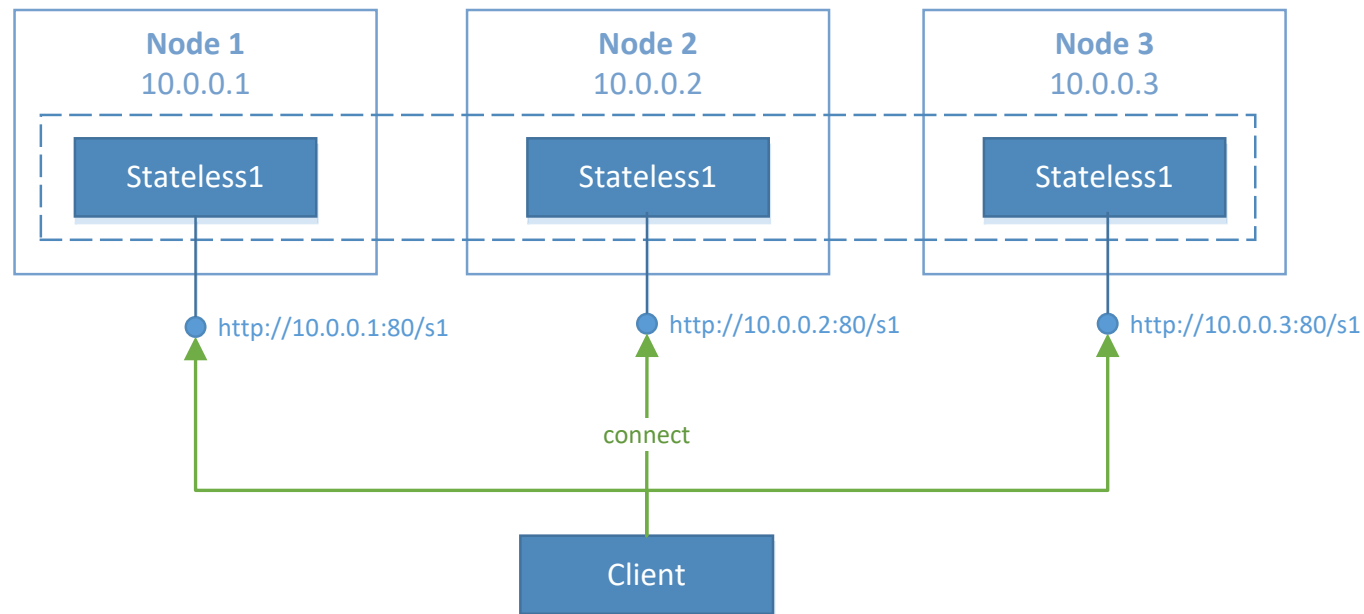 Node 1
10.0.0.1
Node 2
10.0.0.2
Node 3
10.0.0.3
Stateless1
Stateless1
Stateless1
http://10.0.0.1:80/s1
http://10.0.0.2:80/s1
http://10.0.0.3:80/s1
connect
Client